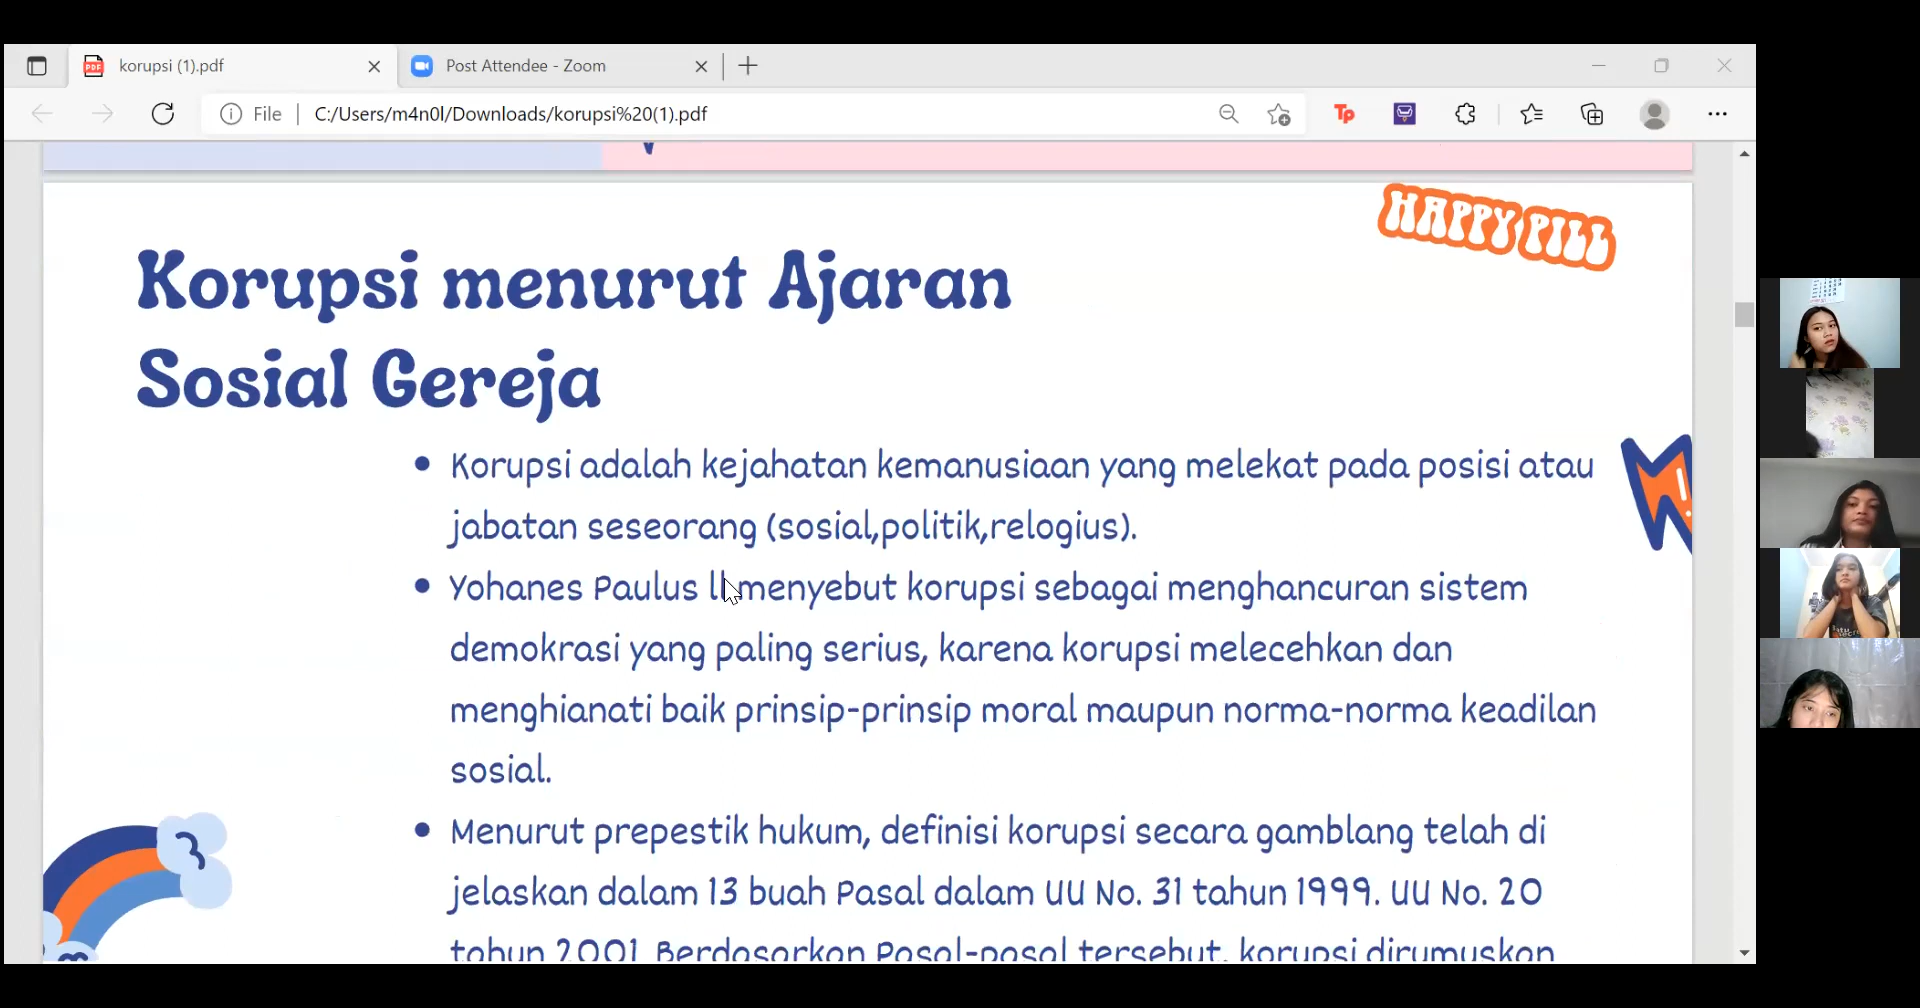 korupsi (1).pdf
Post Attendee - Zoom
File
C:/Users/m4n0l/Downloads/korupsi%20(1).pdf
HAPPY PILL
Korupsi menurut Ajaran
Sosial Gereja
• Korupsi adalah kejahatan kemanusiaan yang melekat pada posisi atau
jabatan seseorang (sosial,politik,relogius).
• Yohanes Paulus ll menyebut korupsi sebagai menghancuran sistem
demokrasi yang paling serius, karena korupsi melecehkan dan
menghianati baik prinsip-prinsip moral maupun norma-norma keadilan
sosial.
• Menurut prepestik hukum, definisi korupsi secara gamblang telah di
jelaskan dalam 13 buah Pasal dalam UU No. 31 tahun 1999. UU No. 20
tahun 2001. Berdasarkan Pasal-pasal tersebut, korupsi dirumuskan